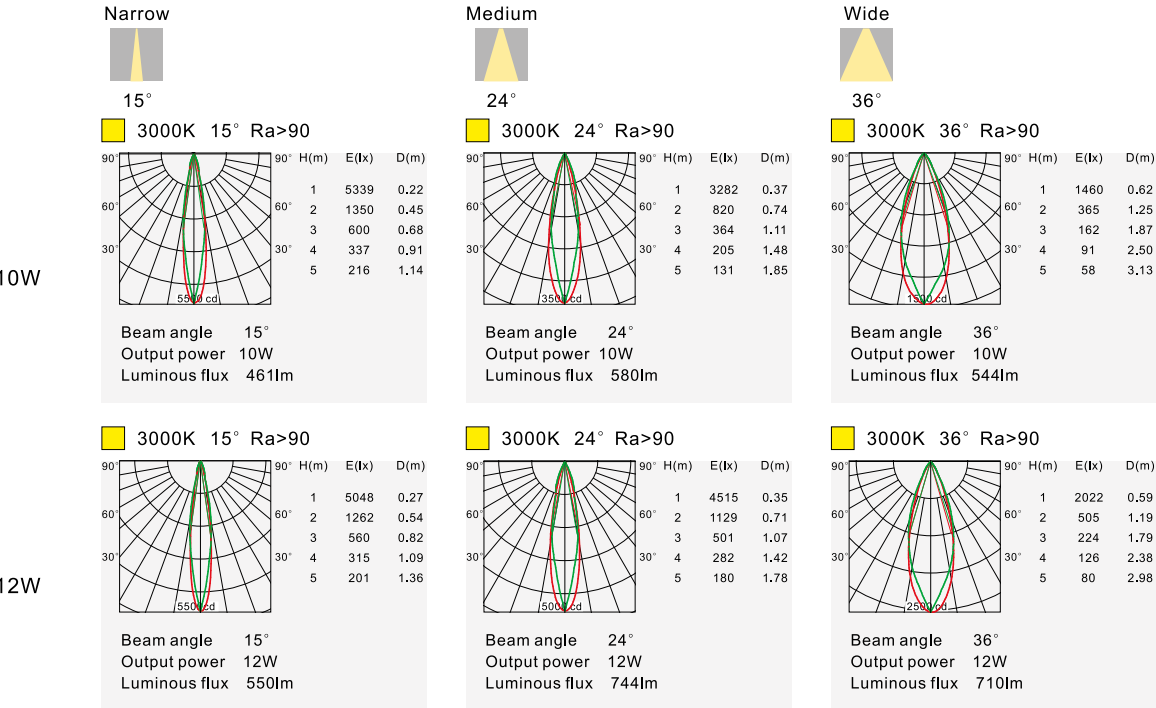 Narrow
Medium
Wide
15°
24°
36°
3000K 15° Ra>90
90° 90° H(m) E(lx) D(m)
1 5339 0.22
60° 60° 2 1350 0.45
3 600 0.68
30° 30° 4 337 0.91
5 216 1.14
5500 cd
Beam angle 15°
Output power 10W
Luminous flux 461lm
3000K 24° Ra>90
90° 90° H(m) E(lx) D(m)
1 3282 0.37
60° 60° 2 820 0.74
3 364 1.11
30° 30° 4 205 1.48
5 131 1.85
3500 cd
Beam angle 24°
Output power 10W
Luminous flux 580lm
3000K 36° Ra>90
90° 90° H(m) E(lx) D(m)
1 1460 0.62
60° 60° 2 365 1.25
3 162 1.87
30° 30° 4 91 2.50
5 58 3.13
1500 cd
Beam angle 36°
Output power 10W
Luminous flux 544lm
10W
3000K 15° Ra>90
90° 90° H(m) E(lx) D(m)
1 5048 0.27
60° 60° 2 1262 0.54
3 560 0.82
30° 30° 4 315 1.09
5 201 1.36
5500 cd
Beam angle 15°
Output power 12W
Luminous flux 550lm
3000K 24° Ra>90
90° 90° H(m) E(lx) D(m)
1 4515 0.35
60° 60° 2 1129 0.71
3 501 1.07
30° 30° 4 282 1.42
5 180 1.78
5000 cd
Beam angle 24°
Output power 12W
Luminous flux 744lm
3000K 36° Ra>90
90° 90° H(m) E(lx) D(m)
1 2022 0.59
60° 60° 2 505 1.19
3 224 1.79
30° 30° 4 126 2.38
5 80 2.98
2500 cd
Beam angle 36°
Output power 12W
Luminous flux 710lm
12W